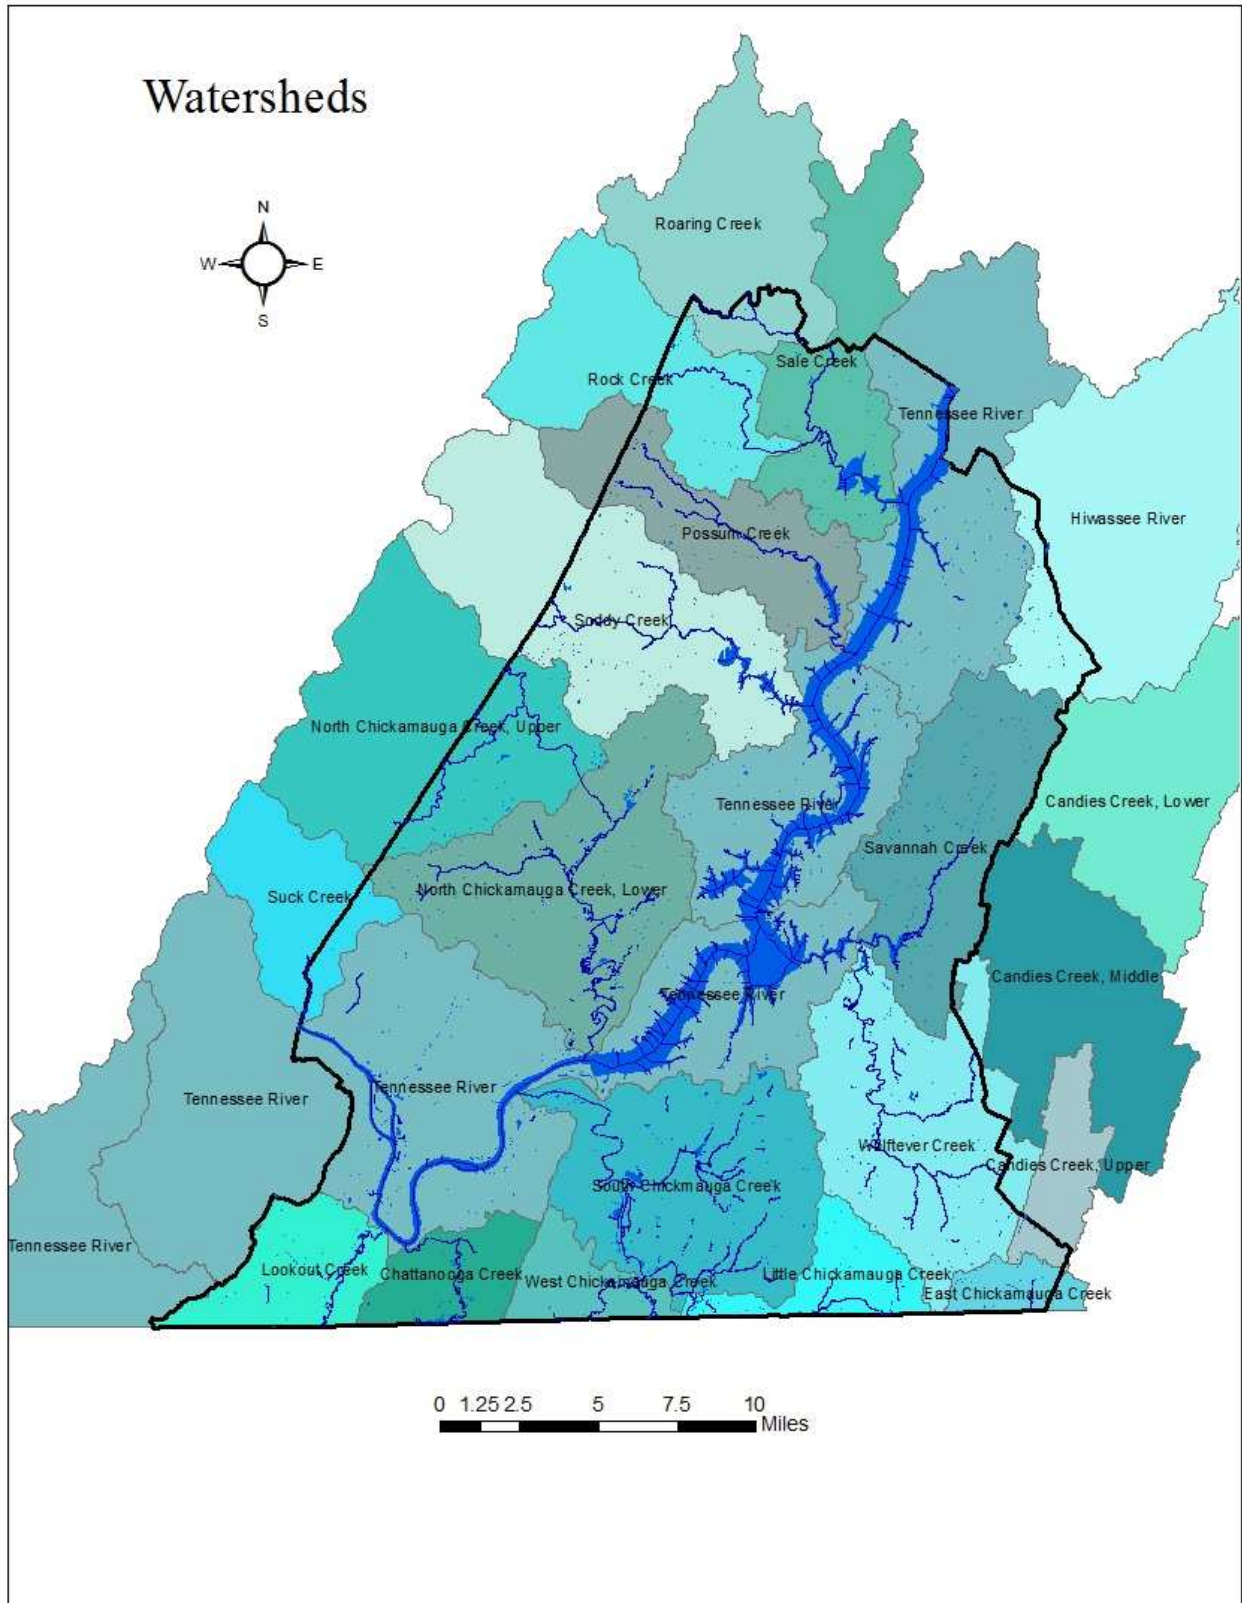 Watersheds
N
W E
S
Roaring Creek
Sale Creek
Rock Creek
Tennessee River
Hiwassee River
Possum Creek
Soddy Creek
North Chickamauga Creek, Upper
Tennessee River
Candies Creek, Lower
Savannah Creek
North Chickamauga Creek, Lower
Suck Creek
Candies Creek, Middle
Tennessee River
Tennessee River
Tennessee River
Wolftever Creek
Candies Creek, Upper
South Chickmauga Creek
Tennessee River
Lookout Creek
Chattanooga Creek
West Chickamauga Creek
Little Chickamauga Creek
East Chickamauga Creek
0 1.25 2.5 5 7.5 10
Miles